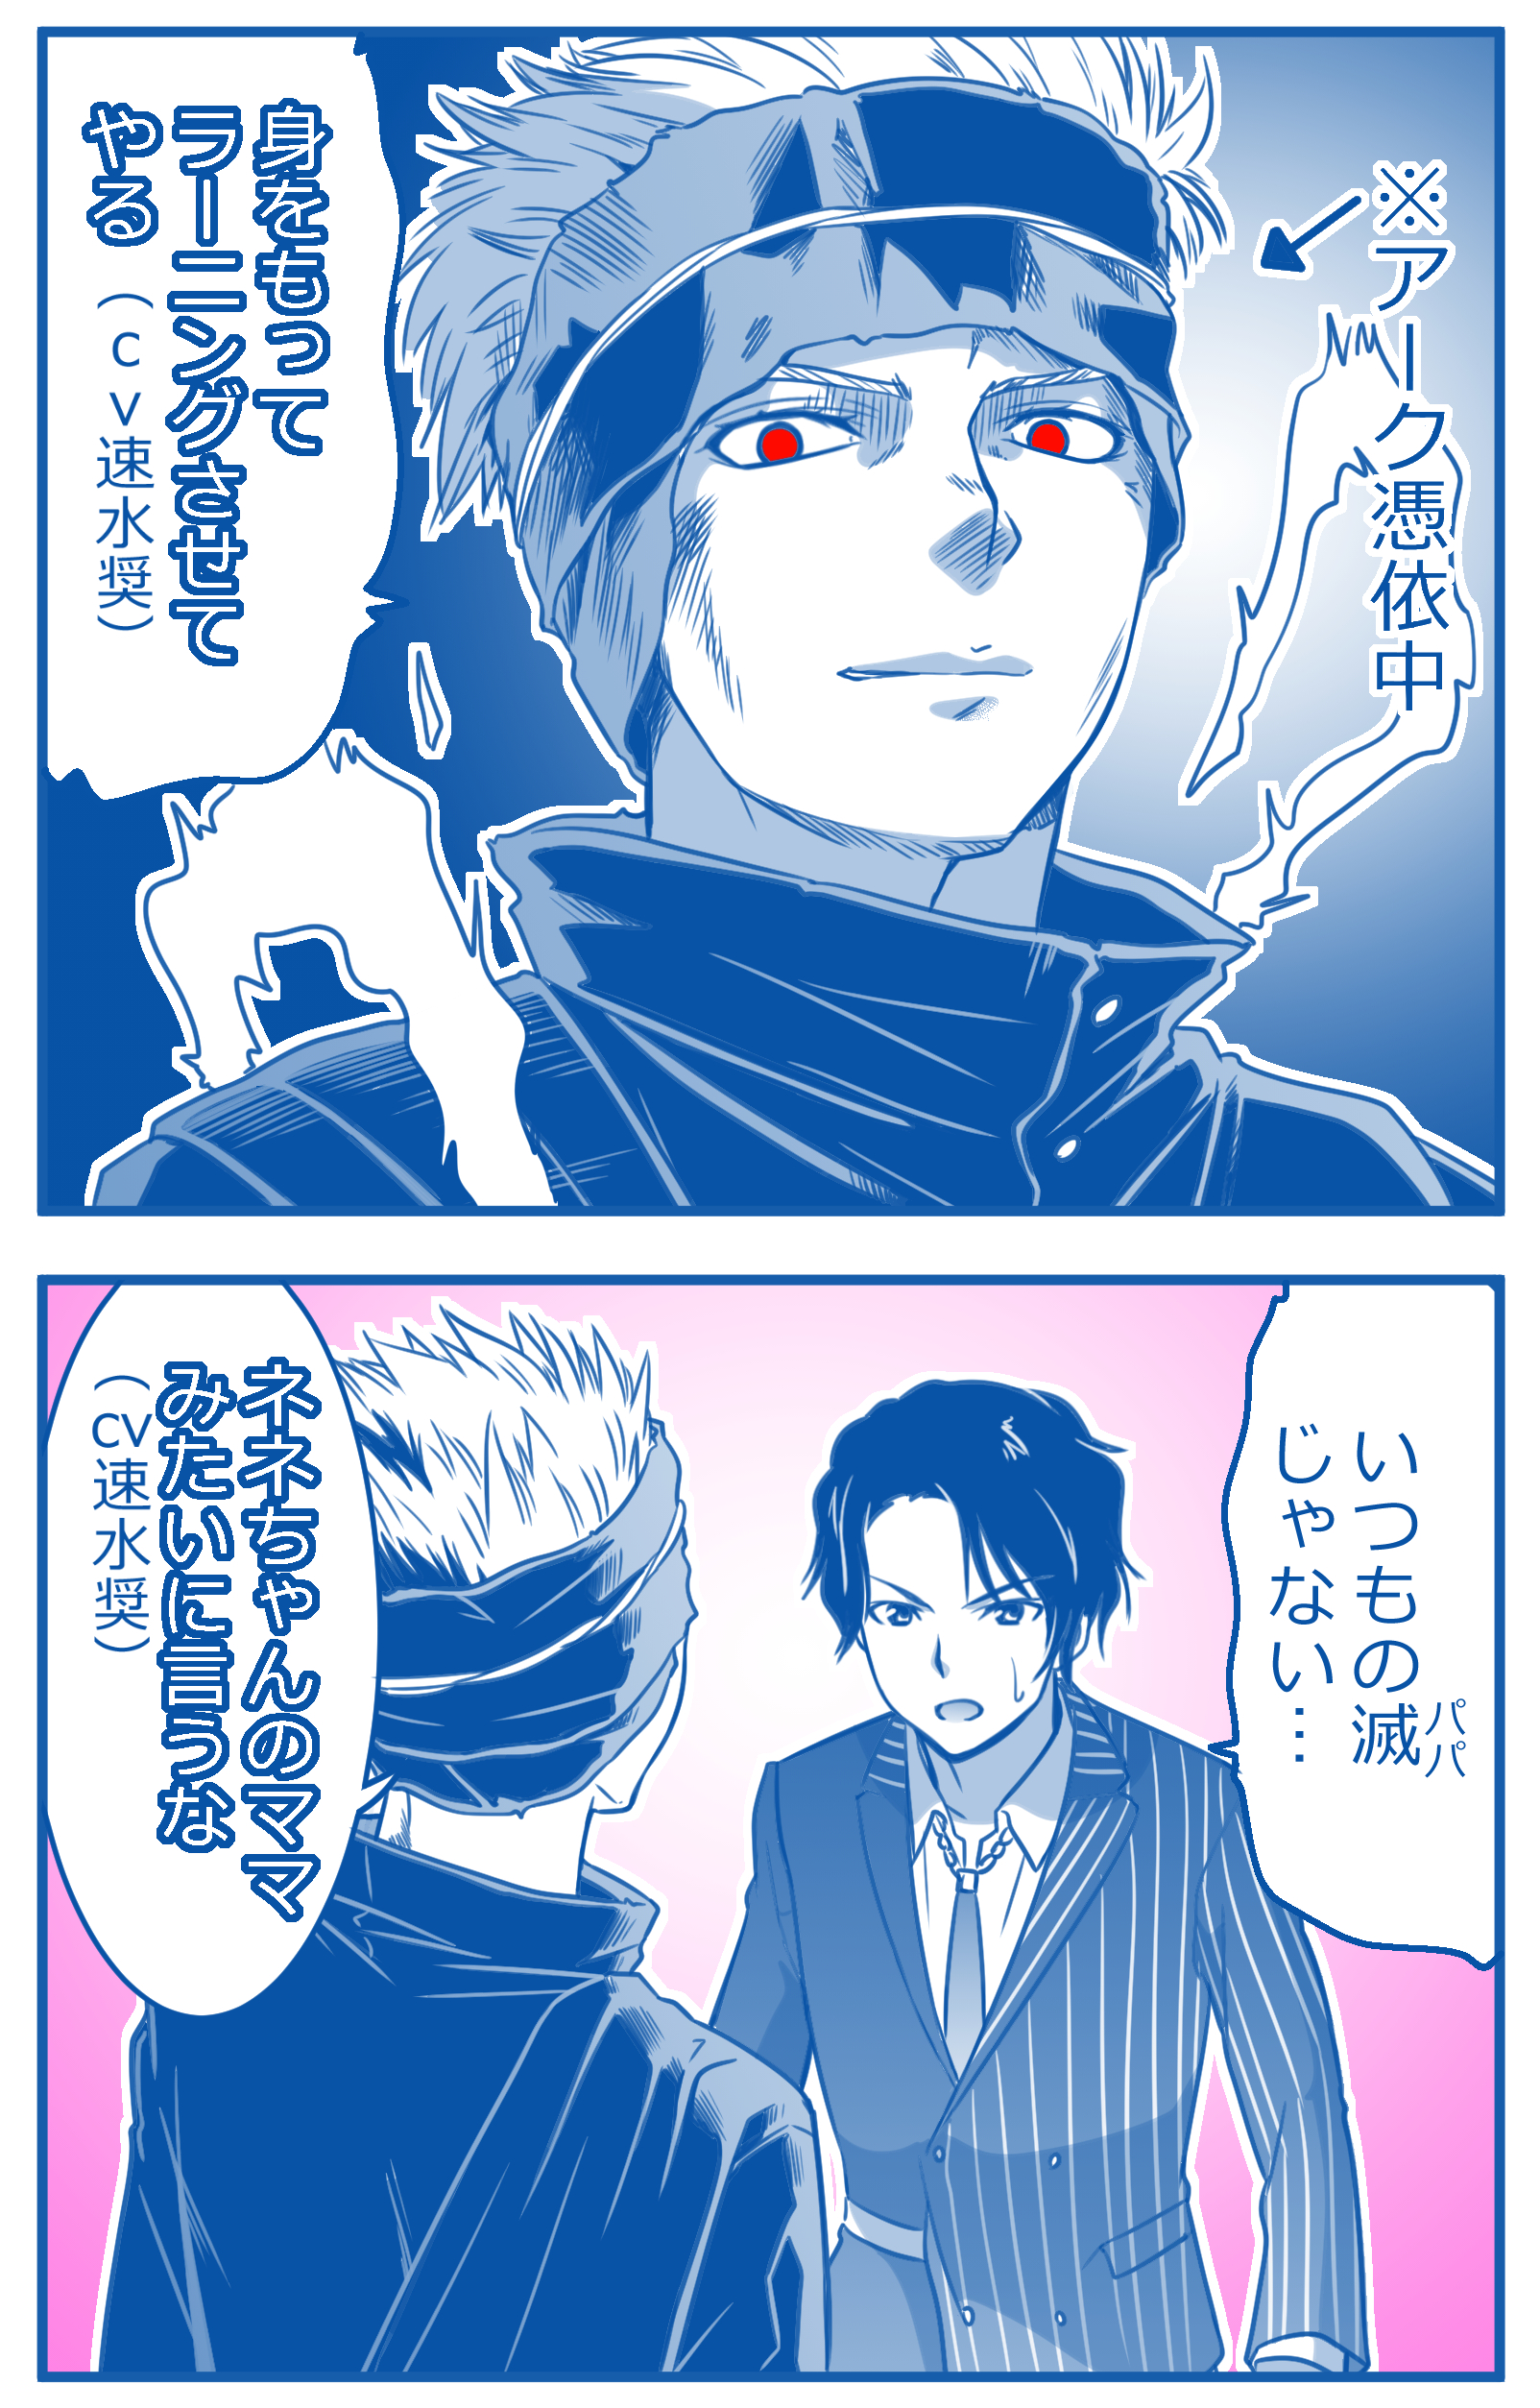 ※アーク憑依中
身をもって
ラーニングさせて
やる（cv速水奨）
いつもの滅
パパ
じゃない…
ネネちゃんのママ
みたいに言うな
（cv速水奨）